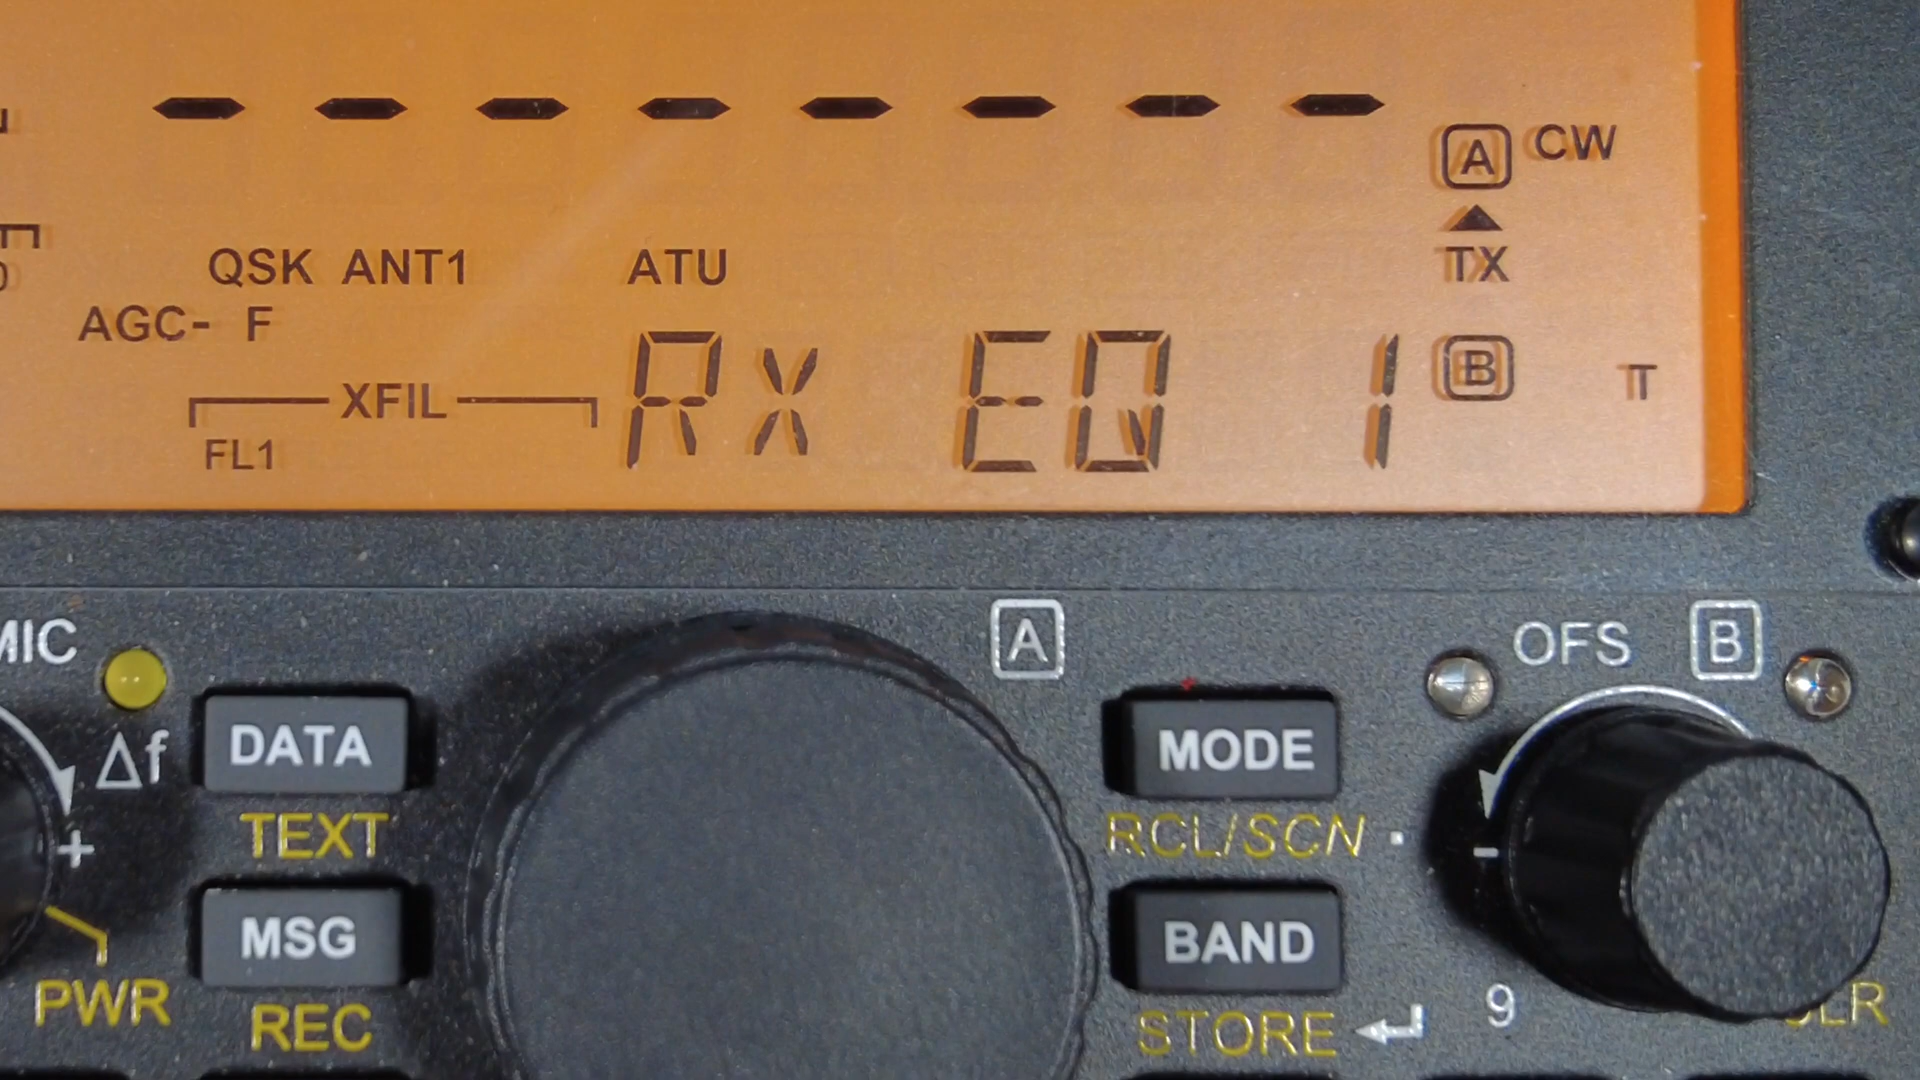 - - - - - - - -
A CW
QSK ANT1 ATU
TX
AGC- F
XFIL
FL1
Rx EQ 1
B T
MIC
A
OFS B
DATA
MODE
Δf
TEXT
RCL/SCN .
+
-
MSG
BAND
PWR
REC
STORE
9